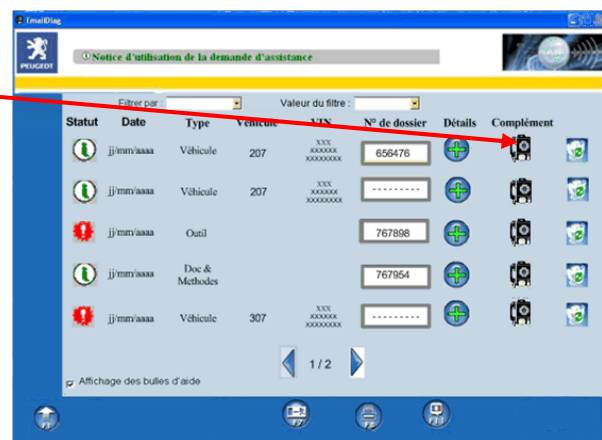 EmailDiag
PEUGEOT
Notice d'utilisation de la demande d'assistance
Filtrer par : Valeur du filtre :
Statut Date Type Véhicule VIN N° de dossier Détails Complément
jj/mm/aaaa Véhicule 207 xxx xxxxxx xxxxxxxx 656476
jj/mm/aaaa Véhicule 207 xxx xxxxxx xxxxxxxx ---------
jj/mm/aaaa Outil 767898
jj/mm/aaaa Doc & Methodes 767954
jj/mm/aaaa Véhicule 307 xxx xxxxxx xxxxxxxx ---------
1 / 2
Affichage des bulles d'aide